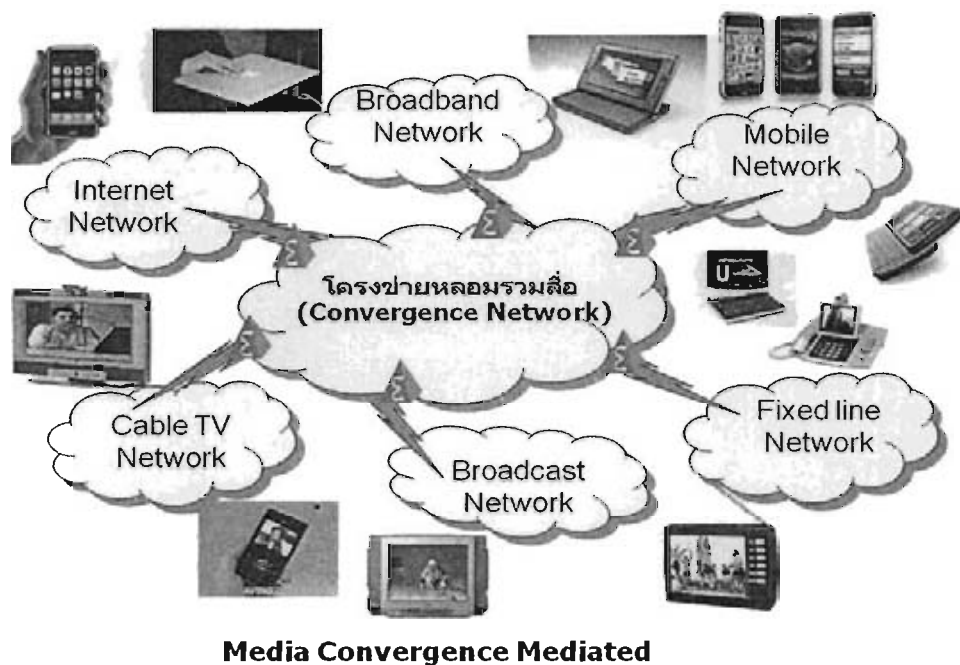 Broadband
Network
Mobile
Network
Internet
Network
U
โครงข่ายหลอมรวมสื่อ
(Convergence Network)
M
M
M
M
M
M
Cable TV
Network
Broadcast
Network
Fixed line
Network
Media Convergence Mediated